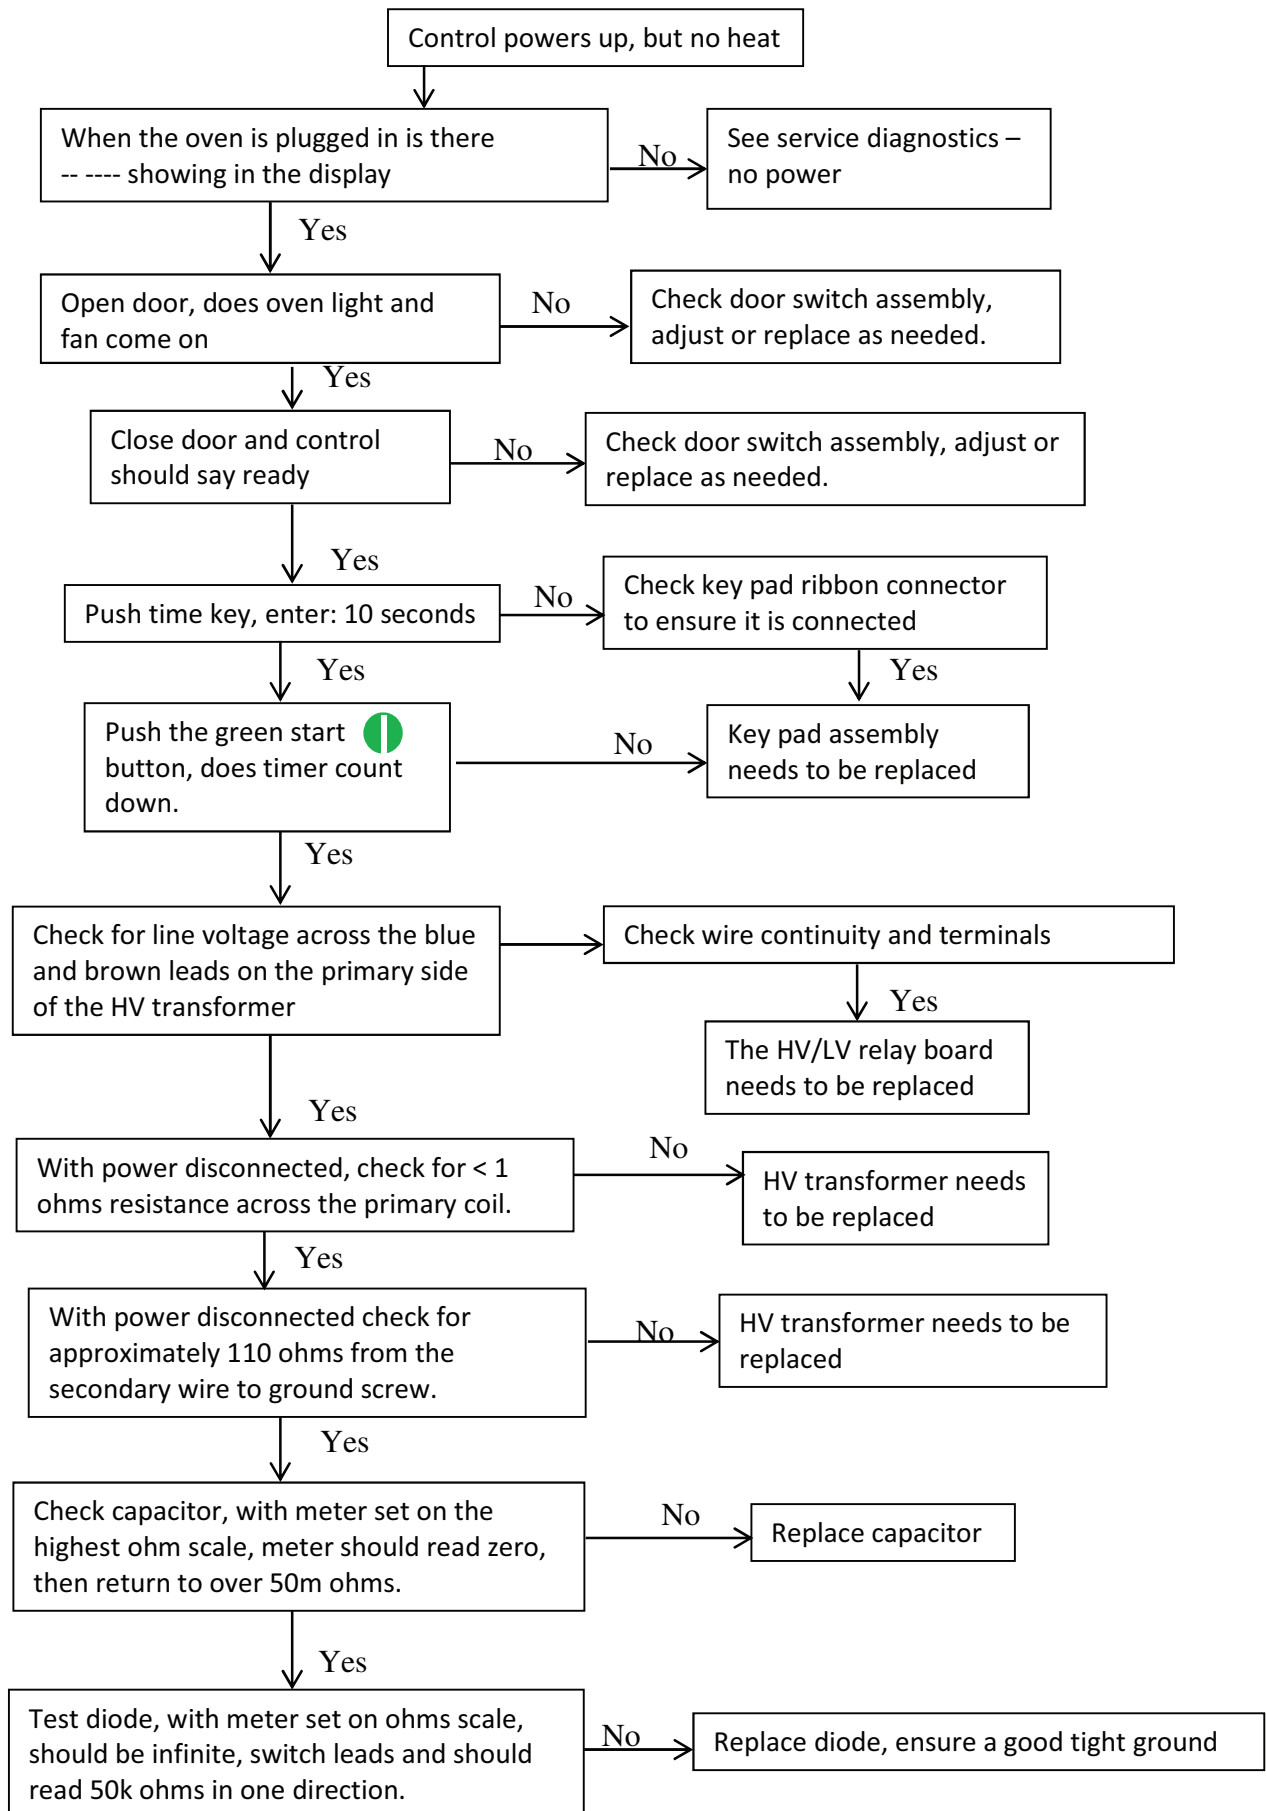 Control powers up, but no heat
When the oven is plugged in is there
-- ---- showing in the display
No
See service diagnostics –
no power
Yes
Open door, does oven light and
fan come on
No
Check door switch assembly,
adjust or replace as needed.
Yes
Close door and control
should say ready
No
Check door switch assembly, adjust or
replace as needed.
Yes
Push time key, enter: 10 seconds
No
Check key pad ribbon connector
to ensure it is connected
Yes
Yes
Push the green start
button, does timer count
down.
No
Key pad assembly
needs to be replaced
Yes
Check for line voltage across the blue
and brown leads on the primary side
of the HV transformer
Check wire continuity and terminals
Yes
The HV/LV relay board
needs to be replaced
Yes
With power disconnected, check for < 1
ohms resistance across the primary coil.
No
HV transformer needs
to be replaced
Yes
With power disconnected check for
approximately 110 ohms from the
secondary wire to ground screw.
No
HV transformer needs to be
replaced
Yes
Check capacitor, with meter set on the
highest ohm scale, meter should read zero,
then return to over 50m ohms.
No
Replace capacitor
Yes
Test diode, with meter set on ohms scale,
should be infinite, switch leads and should
read 50k ohms in one direction.
No
Replace diode, ensure a good tight ground